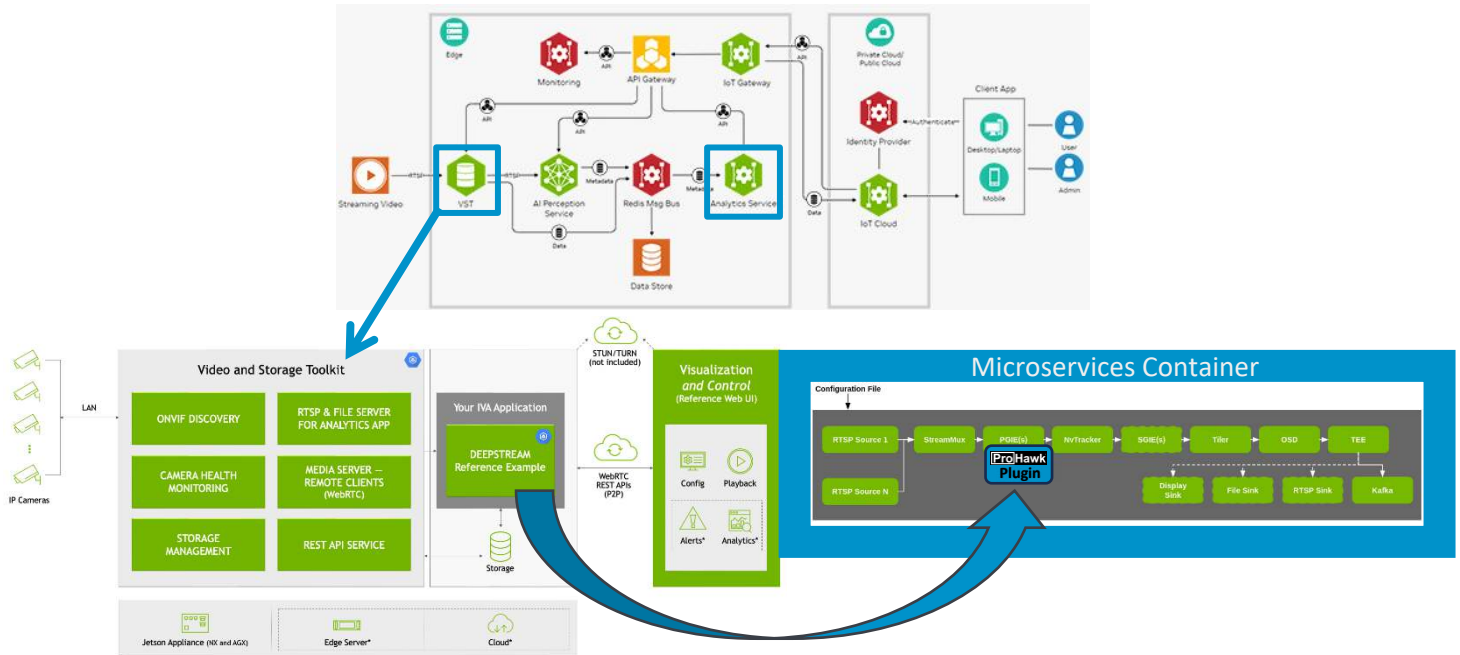 Edge
Monitoring
API
API Gateway
IoT Gateway
API
Private Cloud/
Public Cloud
Client App
API
API
API
Authenticate
Identity Provider
Desktop/Laptop
User
Streaming Video
RTSP
VST
RTSP
AI Perception
Service
Metadata
Redis Msg Bus
Metadata
Analytics Service
Data
IoT Cloud
Mobile
Admin
Data
Data Store
IP Cameras
LAN
Video and Storage Toolkit
ONVIF DISCOVERY
RTSP & FILE SERVER
FOR ANALYTICS APP
CAMERA HEALTH
MONITORING
MEDIA SERVER —
REMOTE CLIENTS
(WebRTC)
STORAGE
MANAGEMENT
REST API SERVICE
Your IVA Application
DEEPSTREAM
Reference Example
Storage
STUN/TURN
(not included)
WebRTC
REST APIs
(P2P)
Visualization
and Control
(Reference Web UI)
Config
Playback
Alerts*
Analytics*
Jetson Appliance (NX and AGX)
Edge Server*
Cloud*
Microservices Container
Configuration File
RTSP Source 1
StreamMux
PGIE(s)
NvTracker
SGIE(s)
Tiler
OSD
TEE
ProHawk
Plugin
RTSP Source N
Display
Sink
File Sink
RTSP Sink
Kafka